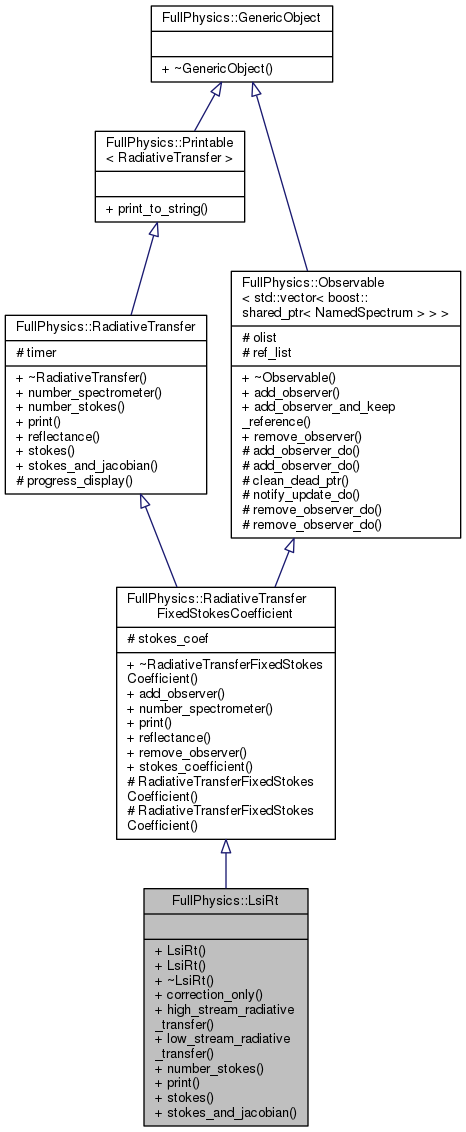 FullPhysics::GenericObject
+ ~GenericObject()
FullPhysics::Printable
< RadiativeTransfer >
+ print_to_string()
FullPhysics::Observable
< std::vector< boost::
shared_ptr< NamedSpectrum > > >
# olist
# ref_list
+ ~Observable()
+ add_observer()
+ add_observer_and_keep
_reference()
+ remove_observer()
# add_observer_do()
# add_observer_do()
# clean_dead_ptr()
# notify_update_do()
# remove_observer_do()
# remove_observer_do()
FullPhysics::RadiativeTransfer
# timer
+ ~RadiativeTransfer()
+ number_spectrometer()
+ number_stokes()
+ print()
+ reflectance()
+ stokes()
+ stokes_and_jacobian()
# progress_display()
FullPhysics::RadiativeTransfer
FixedStokesCoefficient
# stokes_coef
+ ~RadiativeTransferFixedStokes
Coefficient()
+ add_observer()
+ number_spectrometer()
+ print()
+ reflectance()
+ remove_observer()
+ stokes_coefficient()
# RadiativeTransferFixedStokes
Coefficient()
# RadiativeTransferFixedStokes
Coefficient()
FullPhysics::LsiRt
+ LsiRt()
+ LsiRt()
+ ~LsiRt()
+ correction_only()
+ high_stream_radiative
_transfer()
+ low_stream_radiative
_transfer()
+ number_stokes()
+ print()
+ stokes()
+ stokes_and_jacobian()